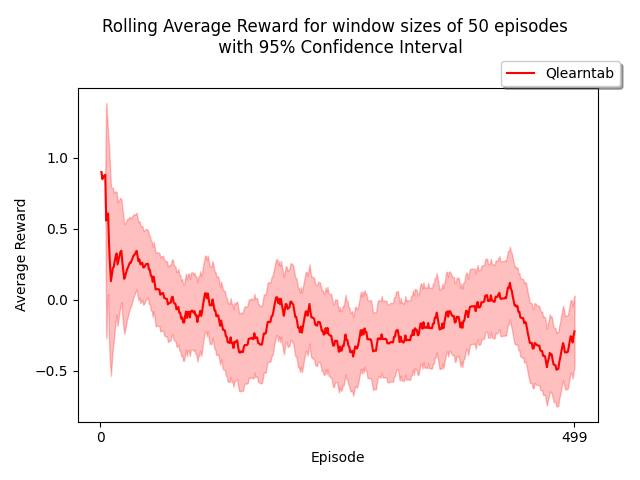 Rolling Average Reward for window sizes of 50 episodes
with 95% Confidence Interval
Qlearntab
1.0
0.5
0.0
−0.5
Average Reward
0
499
Episode